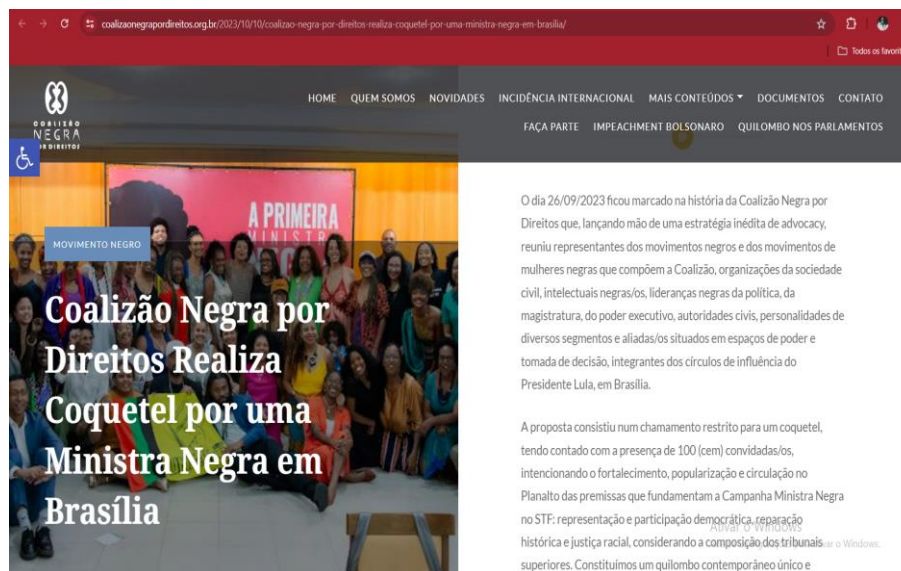 coalizaonegrapordireitos.org.br/2023/10/10/coalizao-negra-por-direitos-realiza-coquetel-por-uma-ministra-negra-em-brasilia/
Todos os favorit
COALIZÃO
NEGRA
POR DIREITOS
HOME QUEM SOMOS NOVIDADES INCIDÊNCIA INTERNACIONAL MAIS CONTEÚDOS DOCUMENTOS CONTATO
FAÇA PARTE IMPEACHMENT BOLSONARO QUILOMBO NOS PARLAMENTOS
A PRIMEIRA
MINISTRA
MOVIMENTO NEGRO
Coalizão Negra por
Direitos Realiza
Coquetel por uma
Ministra Negra em
Brasília
O dia 26/09/2023 ficou marcado na história da Coalizão Negra por
Direitos que, lançando mão de uma estratégia inédita de advocacy,
reuniu representantes dos movimentos negros e dos movimentos de
mulheres negras que compõem a Coalizão, organizações da sociedade
civil, intelectuais negras/os, lideranças negras da política, da
magistratura, do poder executivo, autoridades civis, personalidades de
diversos segmentos e aliadas/os situados em espaços de poder e
tomada de decisão, integrantes dos círculos de influência do
Presidente Lula, em Brasília.
A proposta consistiu num chamamento restrito para um coquetel,
tendo contado com a presença de 100 (cem) convidadas/os,
intencionando o fortalecimento, popularização e circulação no
Planalto das premissas que fundamentam a Campanha Ministra Negra
no STF: representação e participação democrática, reparação
histórica e justiça racial, considerando a composição dos tribunais
superiores. Constituímos um quilombo contemporâneo único e
Ativar o Windows
ar o Windows.